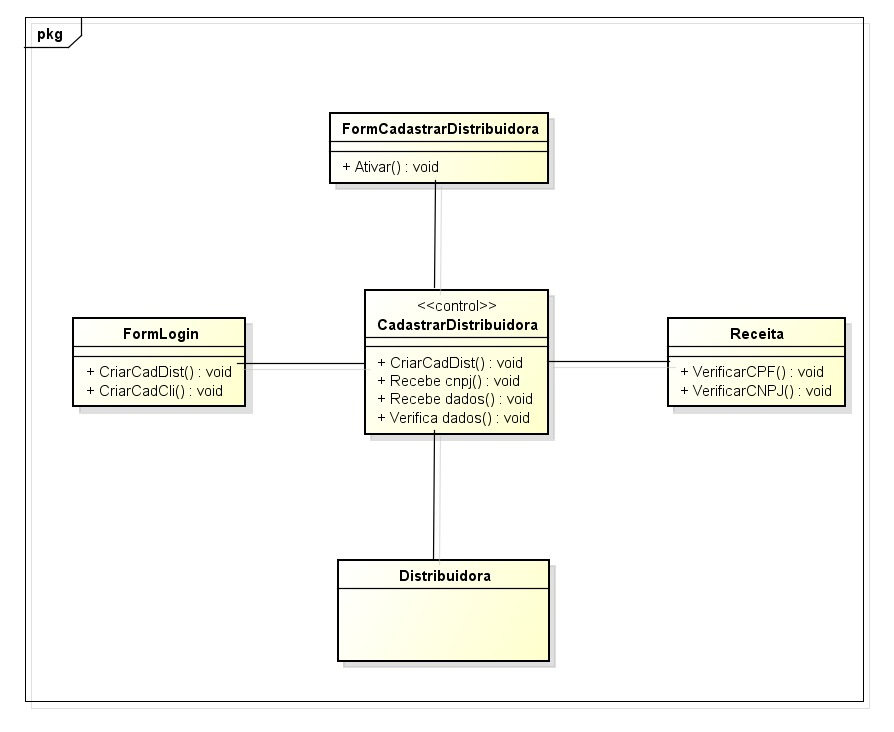 pkg
FormCadastrarDistribuidora
+ Ativar() : void
<<control>>
CadastrarDistribuidora
+ CriarCadDist() : void
+ Recebe cnpj() : void
+ Recebe dados() : void
+ Verifica dados() : void
FormLogin
+ CriarCadDist() : void
+ CriarCadCli() : void
Receita
+ VerificarCPF() : void
+ VerificarCNPJ() : void
Distribuidora